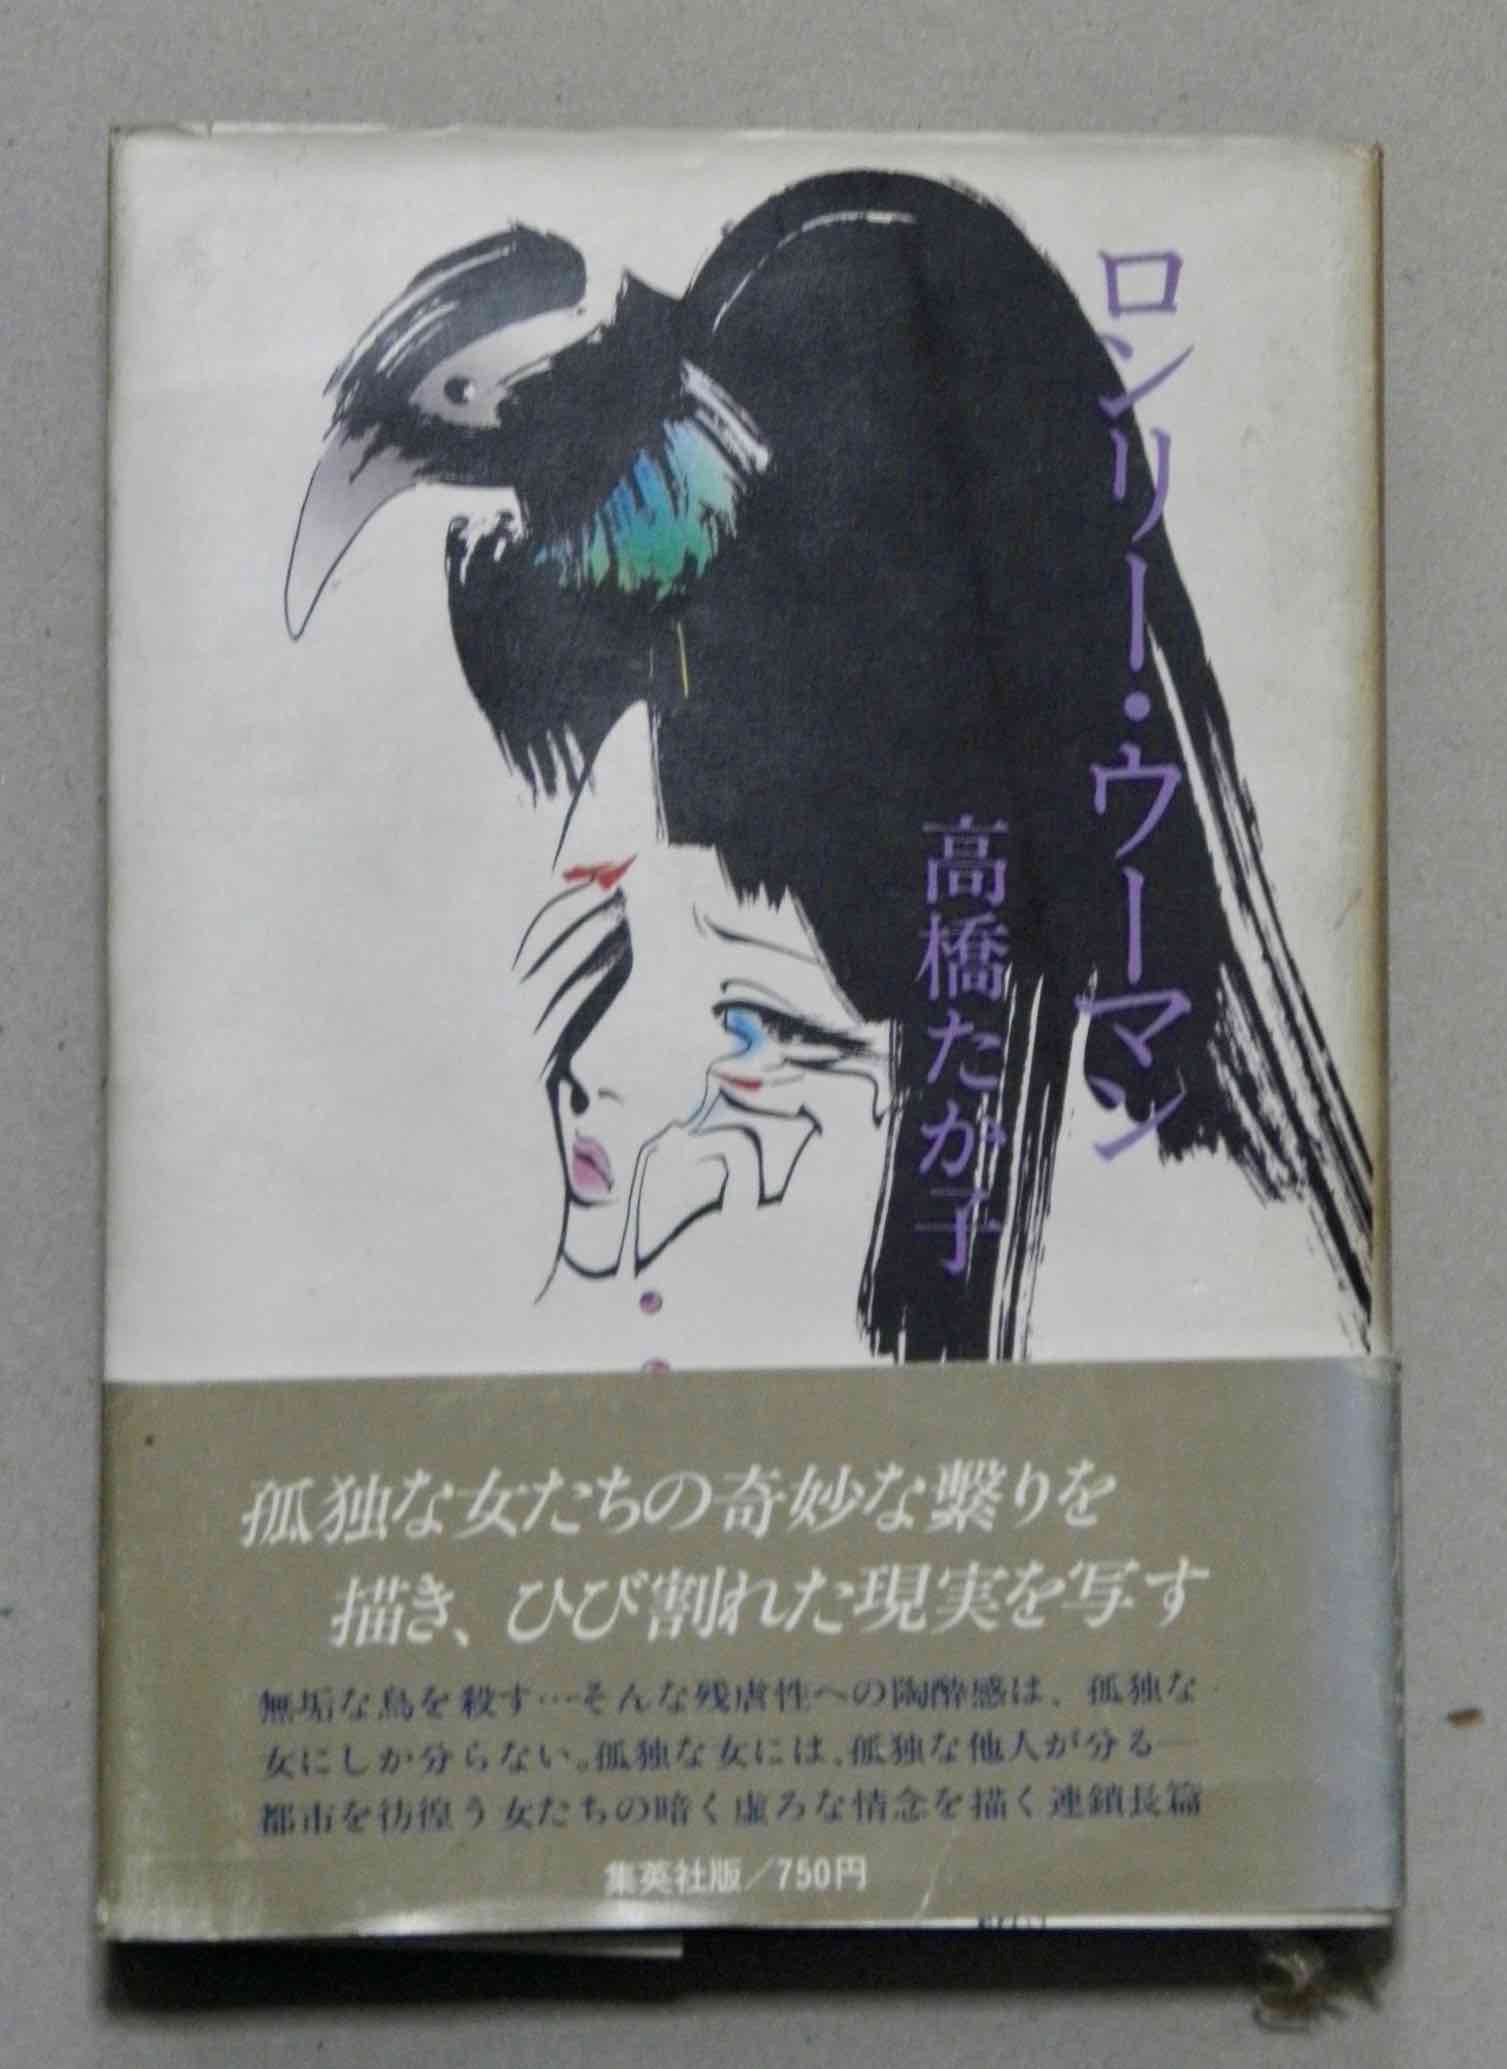 ロンリー・ウーマン
高橋たか子
孤独な女たちの奇妙な繋りを
描き、ひび割れた現実を写す
無垢な鳥を殺す…そんな残虐性への陶酔感は、孤独な
女にしか分らない。孤独な女には、孤独な他人が分る―
都市を彷徨う女たちの暗く虚ろな情念を描く連鎖長篇
集英社版/750円